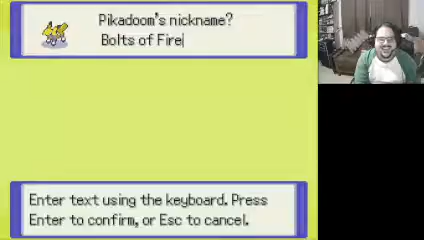 Pikadoom's nickname?
Bolts of Fire
Enter text using the keyboard. Press
Enter to confirm, or Esc to cancel.